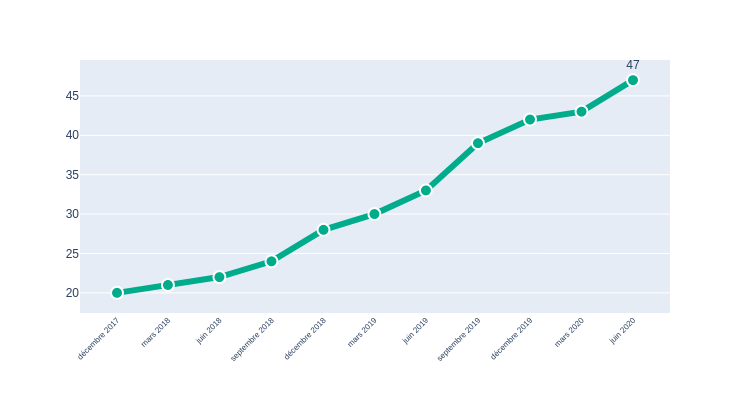 47
45
40
35
30
25
20
décembre 2017
mars 2018
juin 2018
septembre 2018
décembre 2018
mars 2019
juin 2019
septembre 2019
décembre 2019
mars 2020
juin 2020